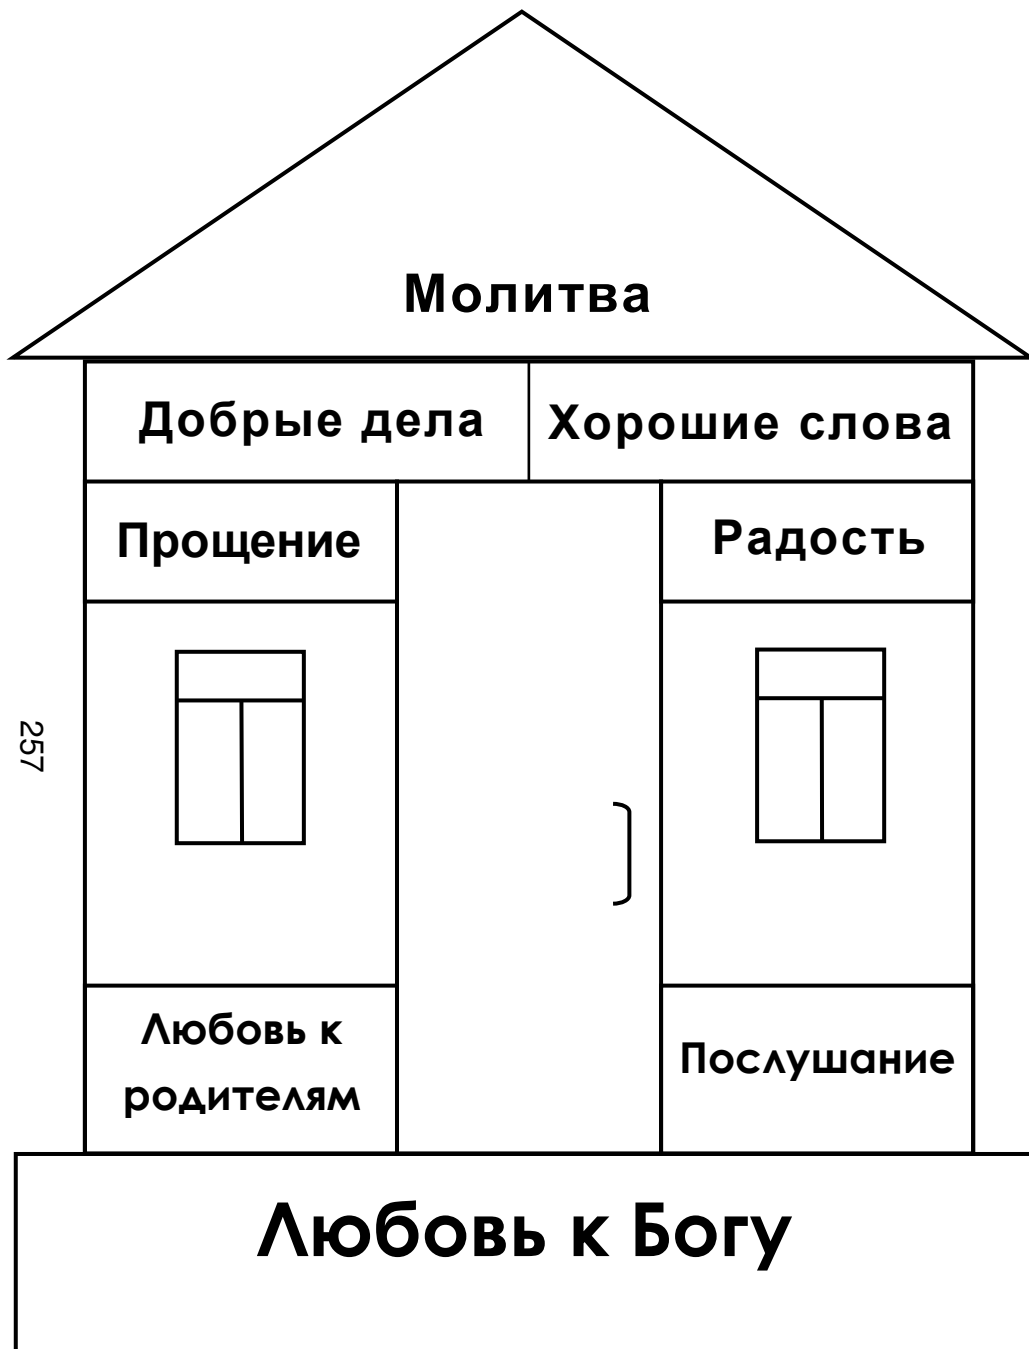 Молитва
Добрые дела
Хорошие слова
Прощение
Радость
257
Любовь к
родителям
Послушание
Любовь к Богу